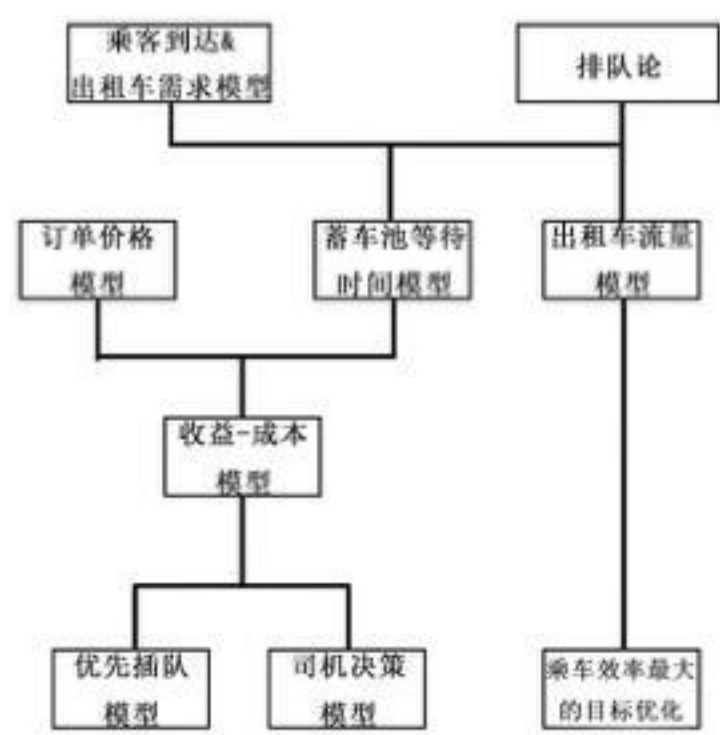 乘客到达&
出租车需求模型
排队论
订单价格
模型
蓄车池等待
时间模型
出租车流量
模型
收益-成本
模型
优先插队
模型
司机决策
模型
乘车效率最大
的目标优化